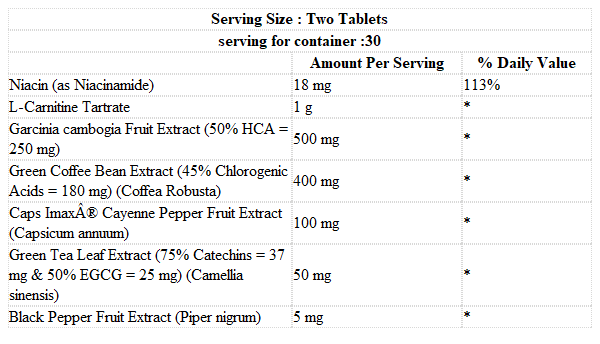 Serving Size : Two Tablets
serving for container :30
Amount Per Serving % Daily Value
Niacin (as Niacinamide) 18 mg 113%
L-Carnitine Tartrate 1 g *
Garcinia cambogia Fruit Extract (50% HCA =
250 mg) 500 mg *
Green Coffee Bean Extract (45% Chlorogenic
Acids = 180 mg) (Coffea Robusta) 400 mg *
Caps ImaxÂ® Cayenne Pepper Fruit Extract
(Capsicum annuum) 100 mg *
Green Tea Leaf Extract (75% Catechins = 37
mg & 50% EGCG = 25 mg) (Camellia 50 mg *
sinensis)
Black Pepper Fruit Extract (Piper nigrum) 5 mg *